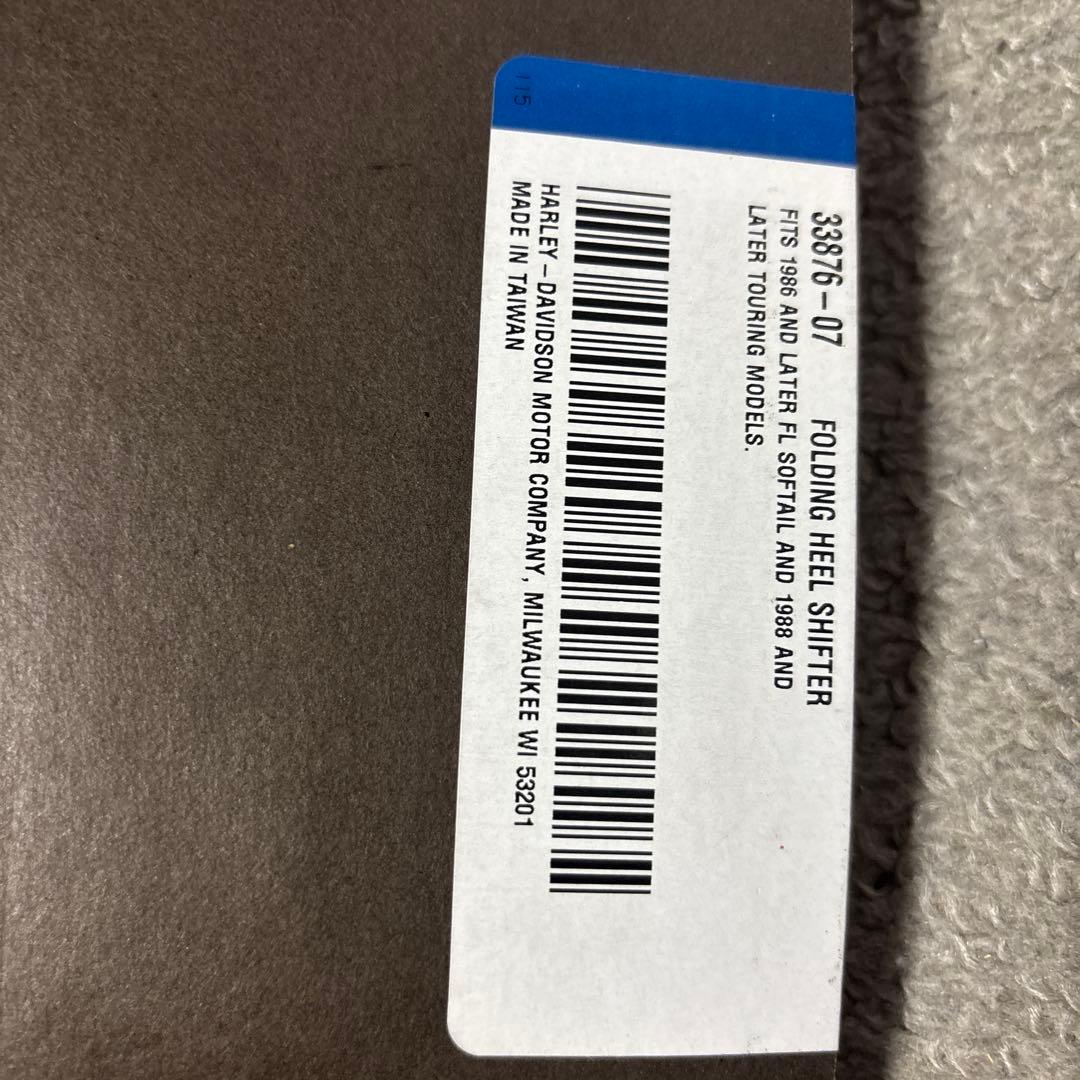 115
33876-07 FOLDING HEEL SHIFTER
FITS 1986 AND LATER FL SOFTAIL AND 1988 AND
LATER TOURING MODELS.
HARLEY-DAVIDSON MOTOR COMPANY, MILWAUKEE WI 53201
MADE IN TAIWAN